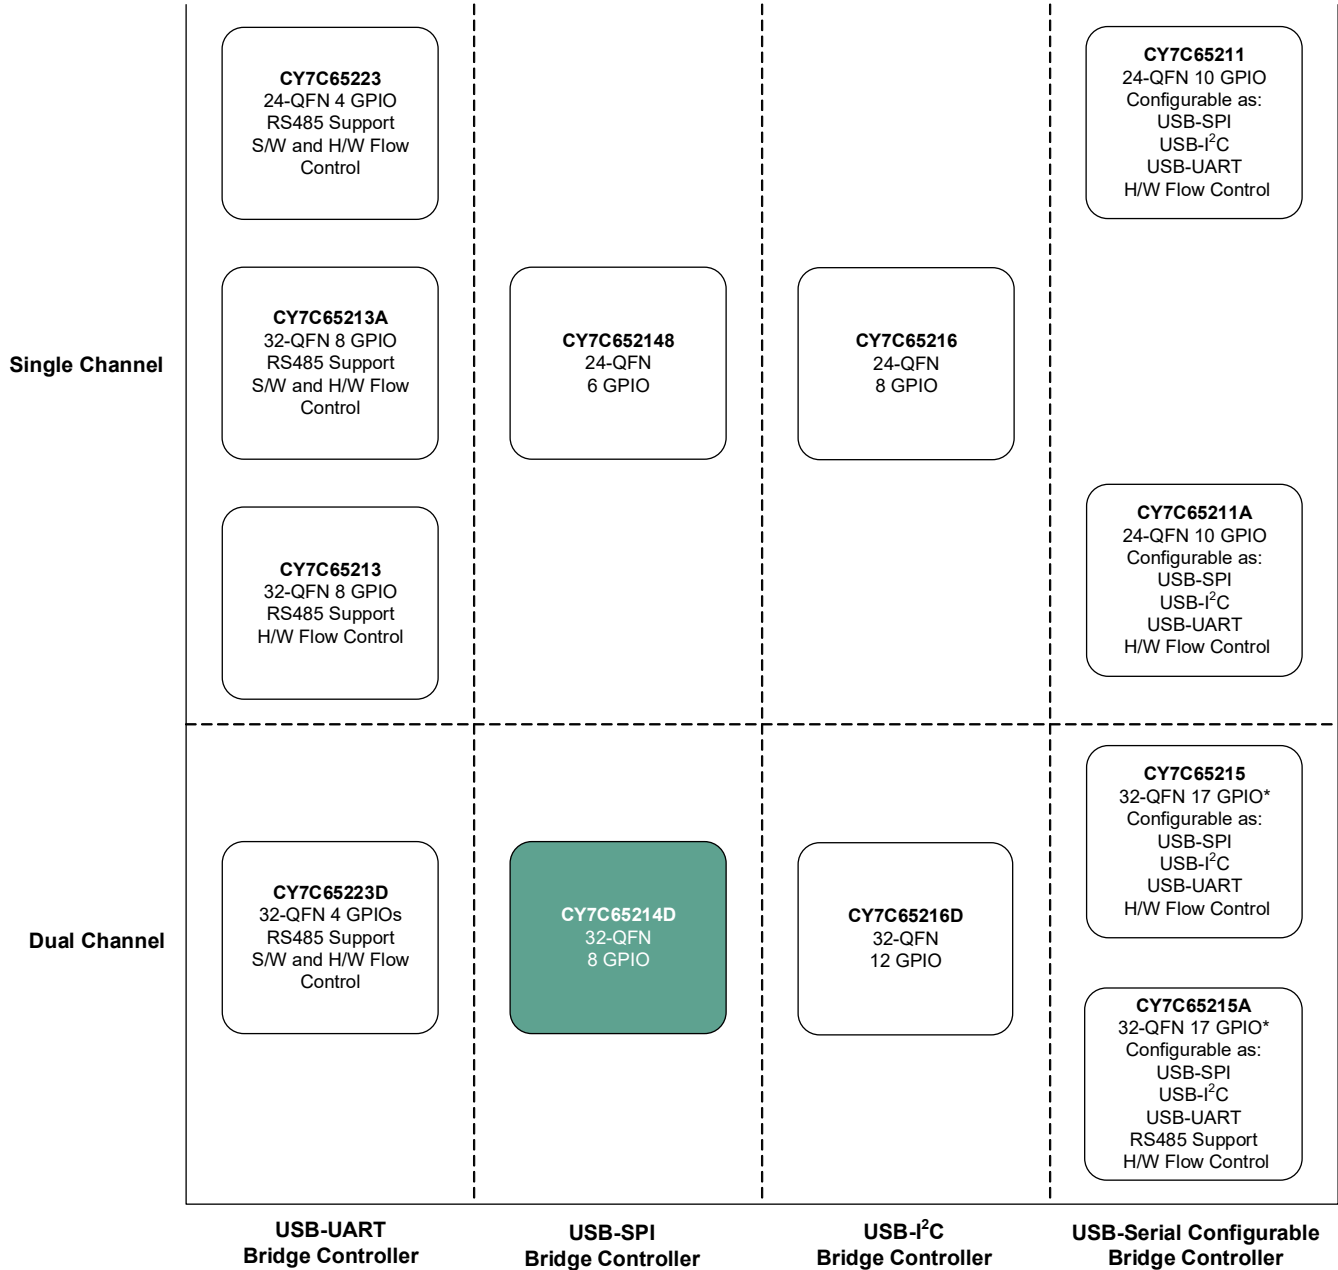 CY7C65223
24-QFN 4 GPIO
RS485 Support
S/W and H/W Flow
Control
CY7C65211
24-QFN 10 GPIO
Configurable as:
USB-SPI
USB-I²C
USB-UART
H/W Flow Control
Single Channel
CY7C65213A
32-QFN 8 GPIO
RS485 Support
S/W and H/W Flow
Control
CY7C652148
24-QFN
6 GPIO
CY7C65216
24-QFN
8 GPIO
CY7C65213
32-QFN 8 GPIO
RS485 Support
H/W Flow Control
CY7C65211A
24-QFN 10 GPIO
Configurable as:
USB-SPI
USB-I²C
USB-UART
H/W Flow Control
Dual Channel
CY7C65223D
32-QFN 4 GPIOs
RS485 Support
S/W and H/W Flow
Control
CY7C65214D
32-QFN
8 GPIO
CY7C65216D
32-QFN
12 GPIO
CY7C65215
32-QFN 17 GPIO*
Configurable as:
USB-SPI
USB-I²C
USB-UART
H/W Flow Control
CY7C65215A
32-QFN 17 GPIO*
Configurable as:
USB-SPI
USB-I²C
USB-UART
RS485 Support
H/W Flow Control
USB-UART
Bridge Controller
USB-SPI
Bridge Controller
USB-I²C
Bridge Controller
USB-Serial Configurable
Bridge Controller